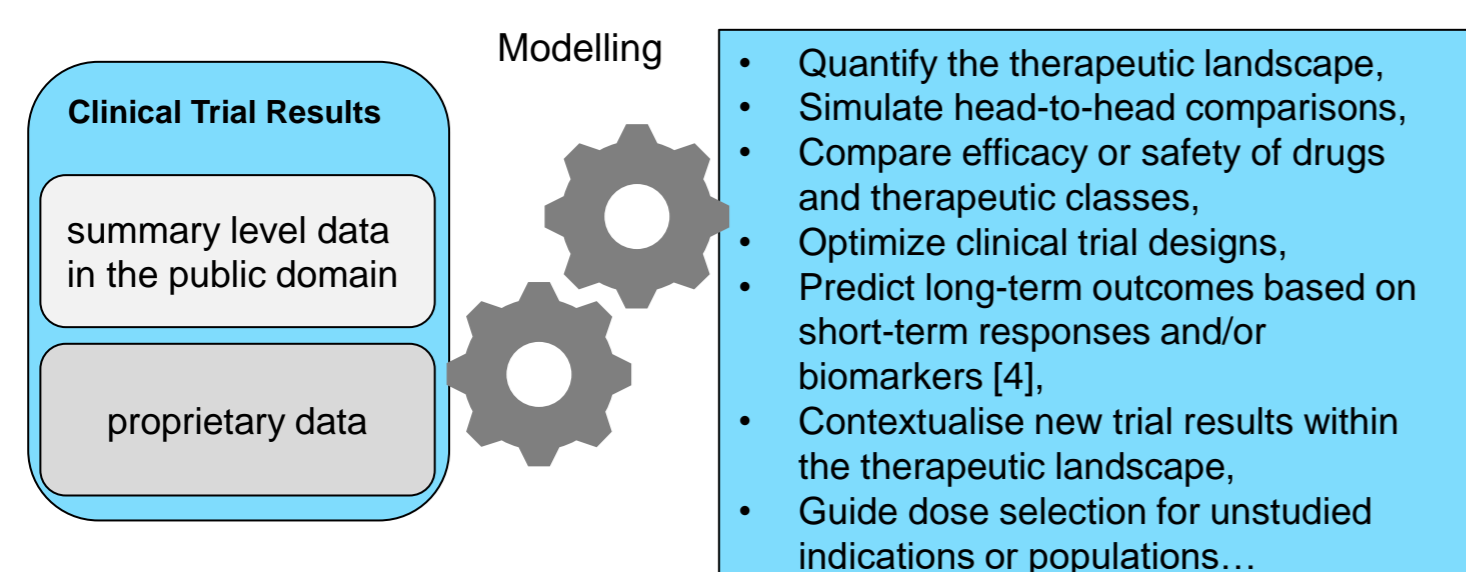 Modelling
Clinical Trial Results
summary level data
in the public domain
proprietary data
• Quantify the therapeutic landscape,
• Simulate head-to-head comparisons,
• Compare efficacy or safety of drugs
and therapeutic classes,
• Optimize clinical trial designs,
• Predict long-term outcomes based on
short-term responses and/or
biomarkers [4],
• Contextualise new trial results within
the therapeutic landscape,
• Guide dose selection for unstudied
indications or populations…